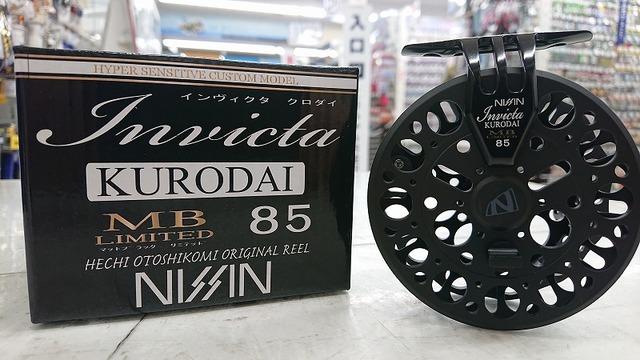 HYPER SENSITIVE CUSTOM MODEL
インヴィクタ クロダイ
Invicta
KURODAI
MB 85
LIMITED
マットブラック リミテッド
HECHI OTOSHIKOMI ORIGINAL REEL
NISSIN
NISSIN
Invicta
KURODAI
MB
85
N
入口